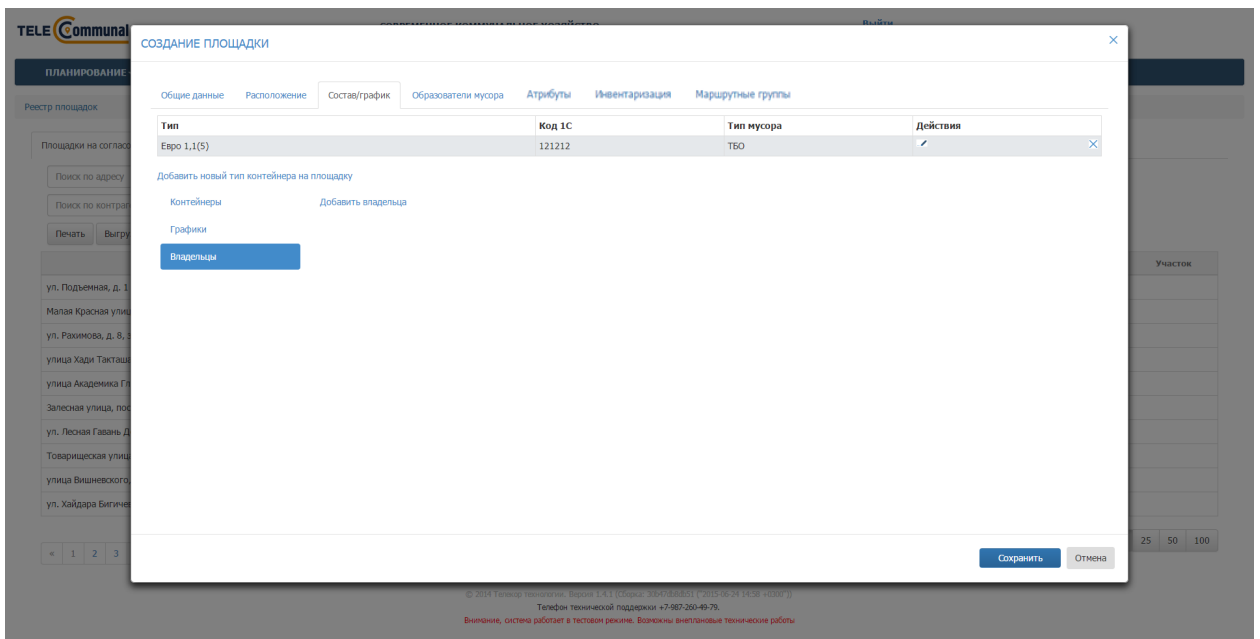 TELE Communal
СОВРЕМЕННОЕ КОММУНАЛЬНОЕ ХОЗЯЙСТВО
Выйти
СОЗДАНИЕ ПЛОЩАДКИ
ПЛАНИРОВАНИЕ
Реестр площадок
Общие данные Расположение Состав/график Образователи мусора Атрибуты Инвентаризация Маршрутные группы
Тип Код 1С Тип мусора Действия
Евро 1,1(5) 121212 ТБО
Площадки на согласо
Добавить новый тип контейнера на площадку
Поиск по адресу
Контейнеры Добавить владельца
Поиск по контраг
Графики
Печать Выгру
Владельцы
Участок
ул. Подъемная, д. 1
Малая Красная улиц
ул. Рахимова, д. 8,
улица Хади Такташ
улица Академика Гл
Залесная улица, пос
ул. Лесная Гавань Д
Товарищеская улиц
улица Вишневского,
ул. Хайдара Бигичев
« 1 2 3
25 50 100
Сохранить Отмена
Телефон технической поддержки +7-987-260-49-79.
Внимание, система работает в тестовом режиме. Возможны внеплановые технические работы